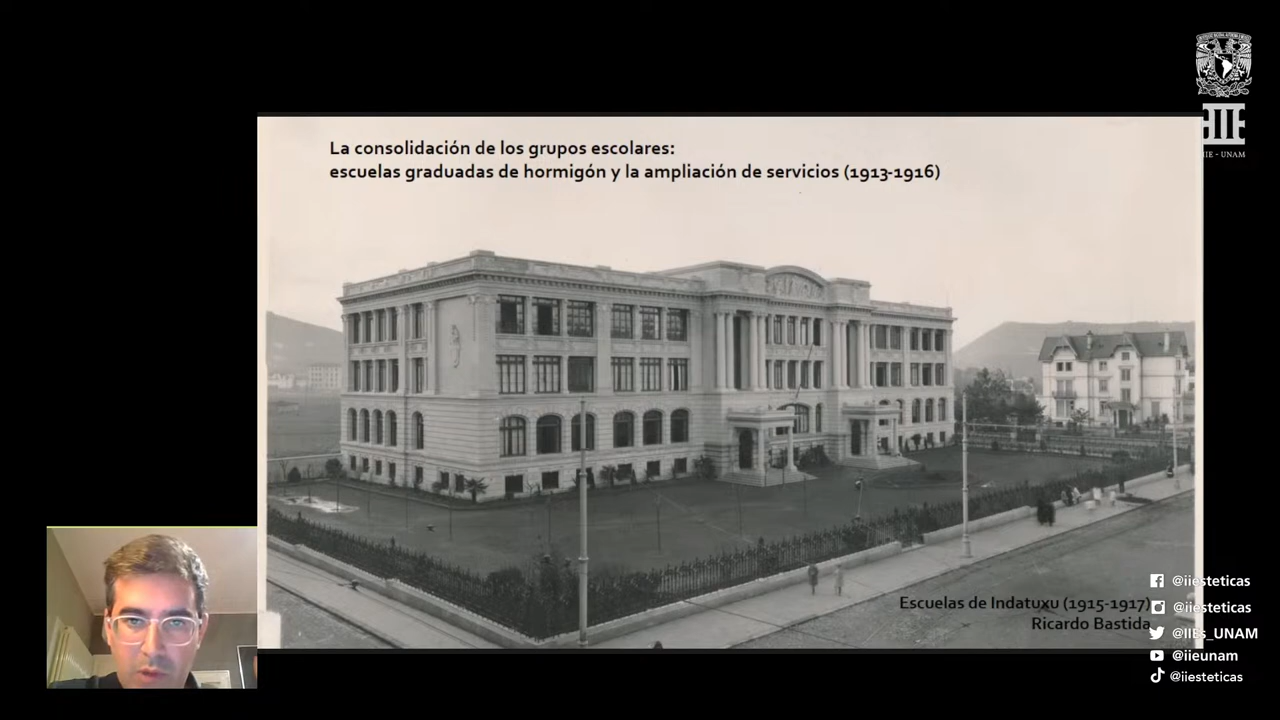 La consolidación de los grupos escolares:
escuelas graduadas de hormigón y la ampliación de servicios (1913-1916)
IIE - UNAM
Escuelas de Indatuxu (1915-1917)
Ricardo Bastida
@iiesteticas
@iiesteticas
@IIEs_UNAM
@iieunam
@iiesteticas